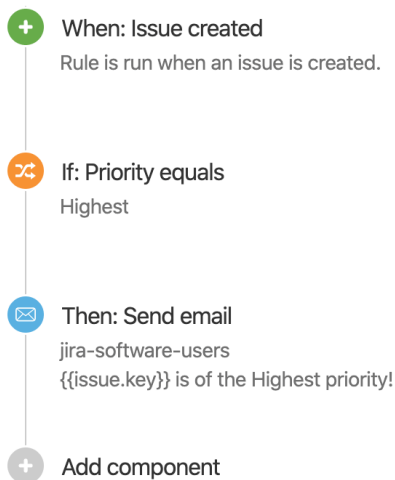 When: Issue created
Rule is run when an issue is created.
If: Priority equals
Highest
Then: Send email
jira-software-users
{{issue.key}} is of the Highest priority!
Add component